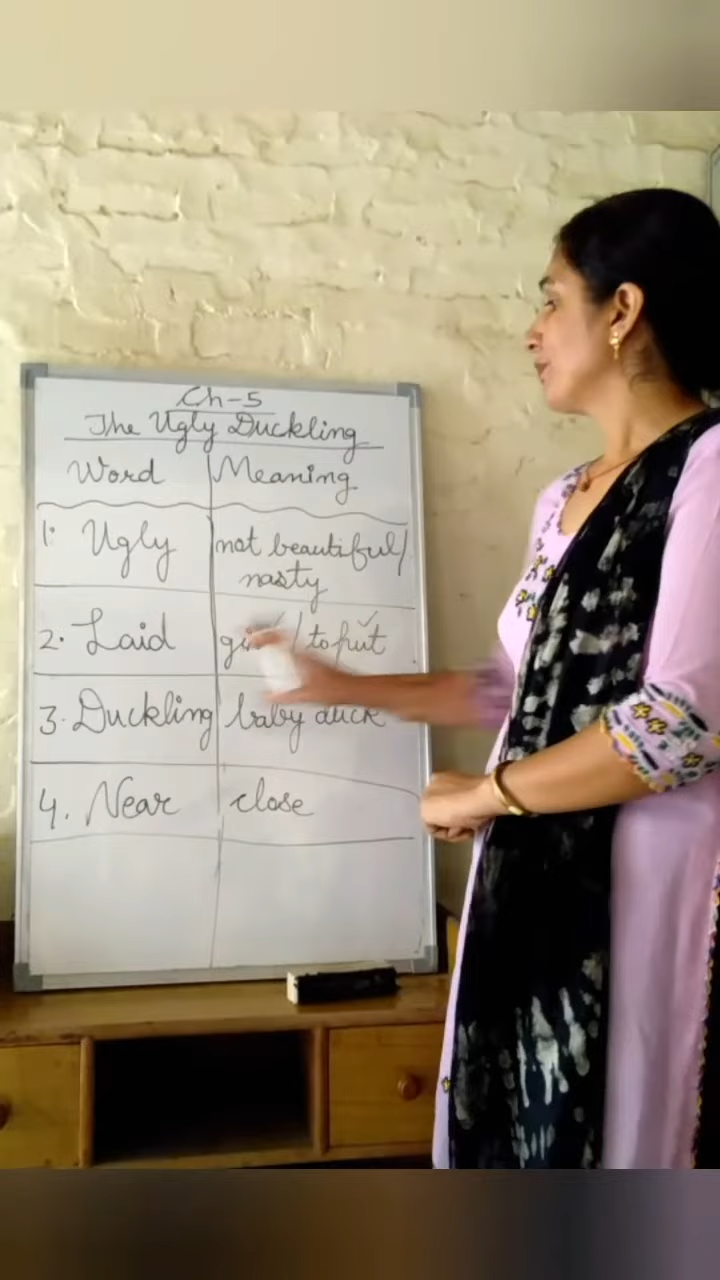 Ch-5
The Ugly Duckling
Word Meaning
1. Ugly not beautiful/
nasty
2. Laid / to put
3. Duckling baby duck
4. Near close